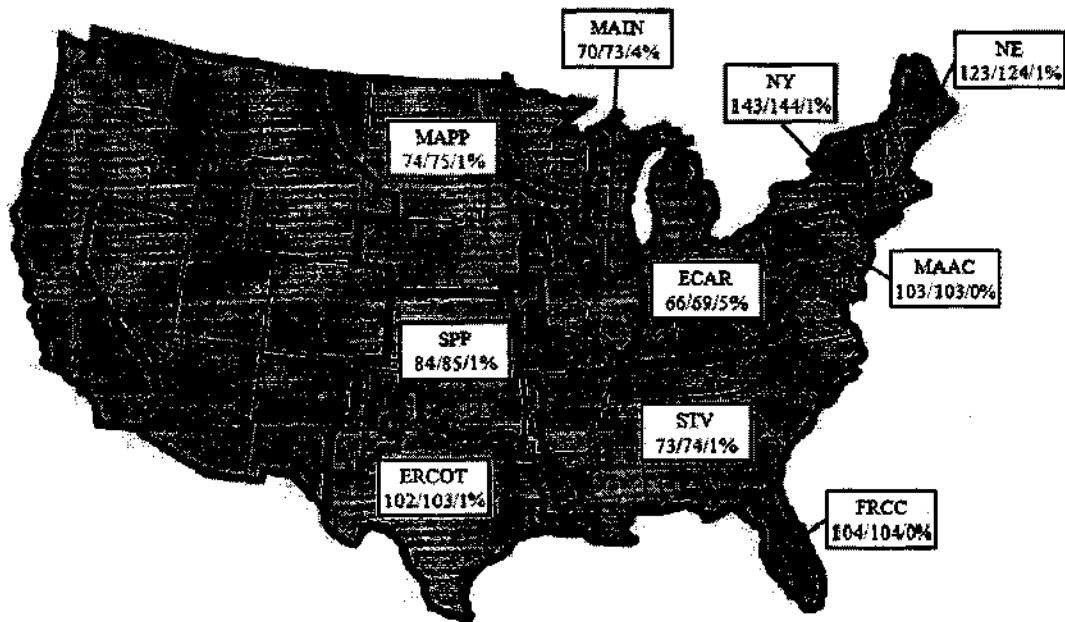 MAIN
70/73/4%
NE
123/124/1%
NY
143/144/1%
MAPP
74/75/1%
MAAC
103/103/0%
ECAR
66/69/5%
SPP
84/85/1%
STV
73/74/1%
ERCOT
102/103/1%
FRCC
104/104/0%